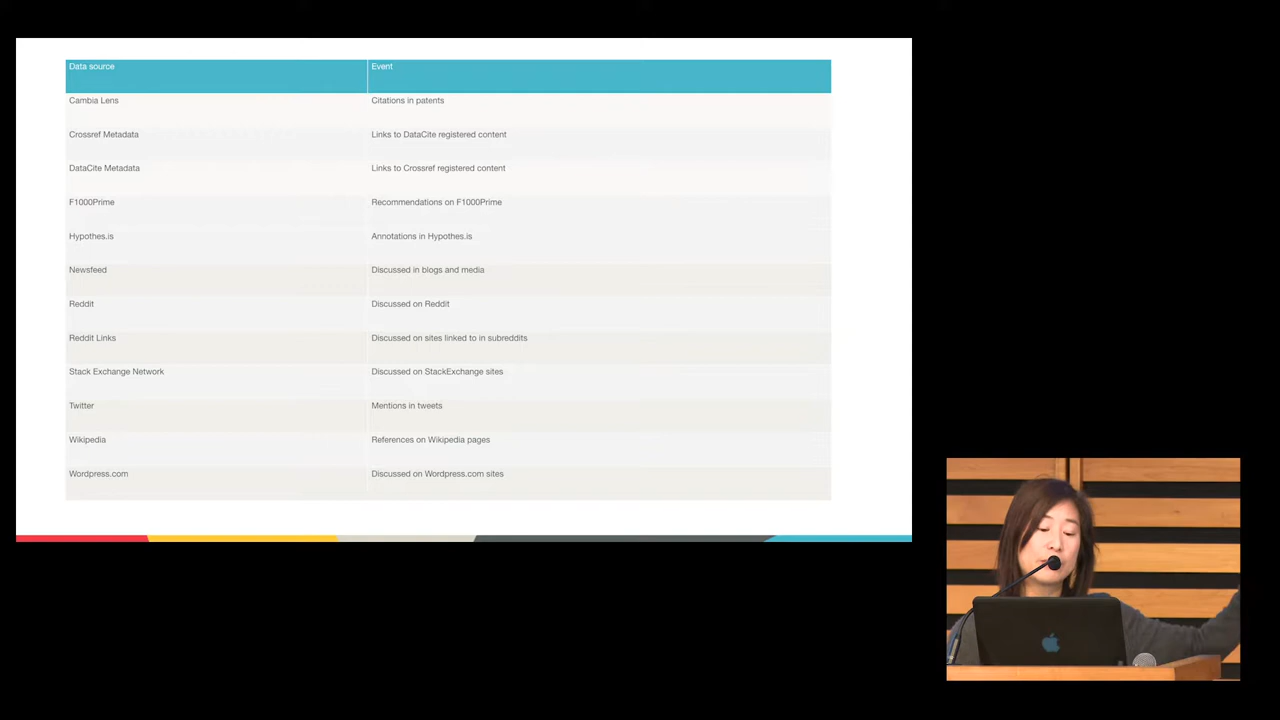 Data source Event
Cambia Lens Citations in patents
Crossref Metadata Links to DataCite registered content
DataCite Metadata Links to Crossref registered content
F1000Prime Recommendations on F1000Prime
Hypothes.is Annotations in Hypothes.is
Newsfeed Discussed in blogs and media
Reddit Discussed on Reddit
Reddit Links Discussed on sites linked to in subreddits
Stack Exchange Network Discussed on StackExchange sites
Twitter Mentions in tweets
Wikipedia References on Wikipedia pages
Wordpress.com Discussed on Wordpress.com sites